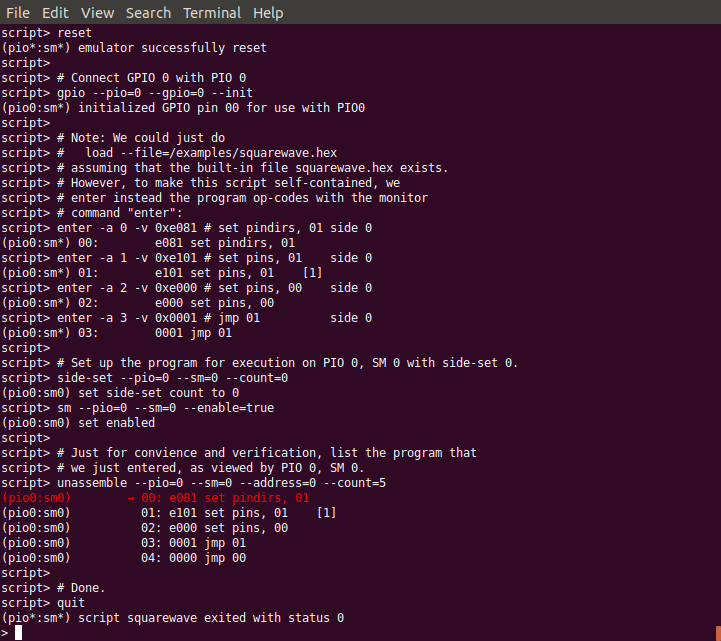 File Edit View Search Terminal Help
script> reset
(pio*:sm*) emulator successfully reset
script>
script> # Connect GPIO 0 with PIO 0
script> gpio --pio=0 --gpio=0 --init
(pio0:sm*) initialized GPIO pin 00 for use with PIO0
script>
script> # Note: We could just do
script> #   load --file=/examples/squarewave.hex
script> # assuming that the built-in file squarewave.hex exists.
script> # However, to make this script self-contained, we
script> # enter instead the program op-codes with the monitor
script> # command "enter":
script> enter -a 0 -v 0xe081 # set pindirs, 01 side 0
(pio0:sm*) 00:        e081 set pindirs, 01
script> enter -a 1 -v 0xe101 # set pins, 01    side 0
(pio0:sm*) 01:        e101 set pins, 01    [1]
script> enter -a 2 -v 0xe000 # set pins, 00    side 0
(pio0:sm*) 02:        e000 set pins, 00
script> enter -a 3 -v 0x0001 # jmp 01          side 0
(pio0:sm*) 03:        0001 jmp 01
script>
script> # Set up the program for execution on PIO 0, SM 0 with side-set 0.
script> side-set --pio=0 --sm=0 --count=0
(pio0:sm0) set side-set count to 0
script> sm --pio=0 --sm=0 --enable=true
(pio0:sm0) set enabled
script>
script> # Just for convience and verification, list the program that
script> # we just entered, as viewed by PIO 0, SM 0.
script> unassemble --pio=0 --sm=0 --address=0 --count=5
(pio0:sm0)        → 00: e081 set pindirs, 01
(pio0:sm0)          01: e101 set pins, 01    [1]
(pio0:sm0)          02: e000 set pins, 00
(pio0:sm0)          03: 0001 jmp 01
(pio0:sm0)          04: 0000 jmp 00
script>
script> # Done.
script> quit
(pio*:sm*) script squarewave exited with status 0
>